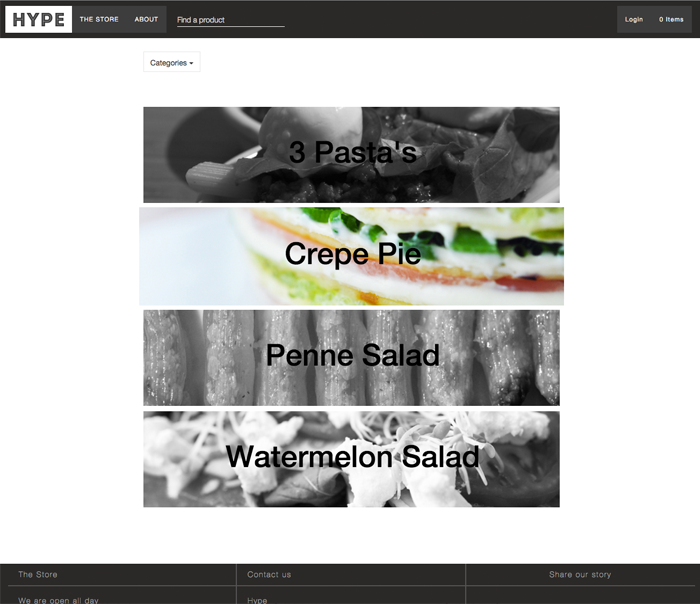 HYPE
THE STORE
ABOUT
Find a product
Login
0 Items
Categories
3 Pasta's
Crepe Pie
Penne Salad
Watermelon Salad
The Store
Contact us
Share our story
We are open all day
Hype